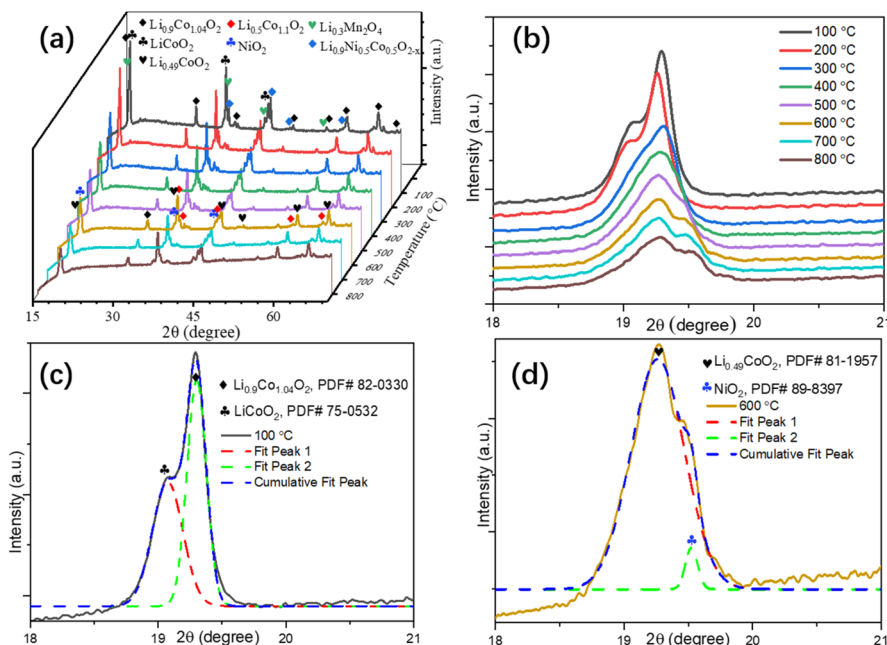 (a)
Li0.9Co1.04O2
Li0.5Co1.1O2
Li0.3Mn2O4
LiCoO2
NiO2
Li0.9Ni0.5Co0.5O2-x
Li0.49CoO2
Intensity (a.u.)
100
200
300
400
500
600
700
800
Temperature (°C)
15
30
45
60
2θ (degree)
(b)
100 °C
200 °C
300 °C
400 °C
500 °C
600 °C
700 °C
800 °C
Intensity (a.u.)
18
19
20
21
2θ (degree)
(c)
Li0.9Co1.04O2, PDF# 82-0330
LiCoO2, PDF# 75-0532
100 °C
Fit Peak 1
Fit Peak 2
Cumulative Fit Peak
Intensity (a.u.)
18
19
20
21
2θ (degree)
(d)
Li0.49CoO2, PDF# 81-1957
NiO2, PDF# 89-8397
600 °C
Fit Peak 1
Fit Peak 2
Cumulative Fit Peak
Intensity (a.u.)
18
19
20
21
2θ (degree)